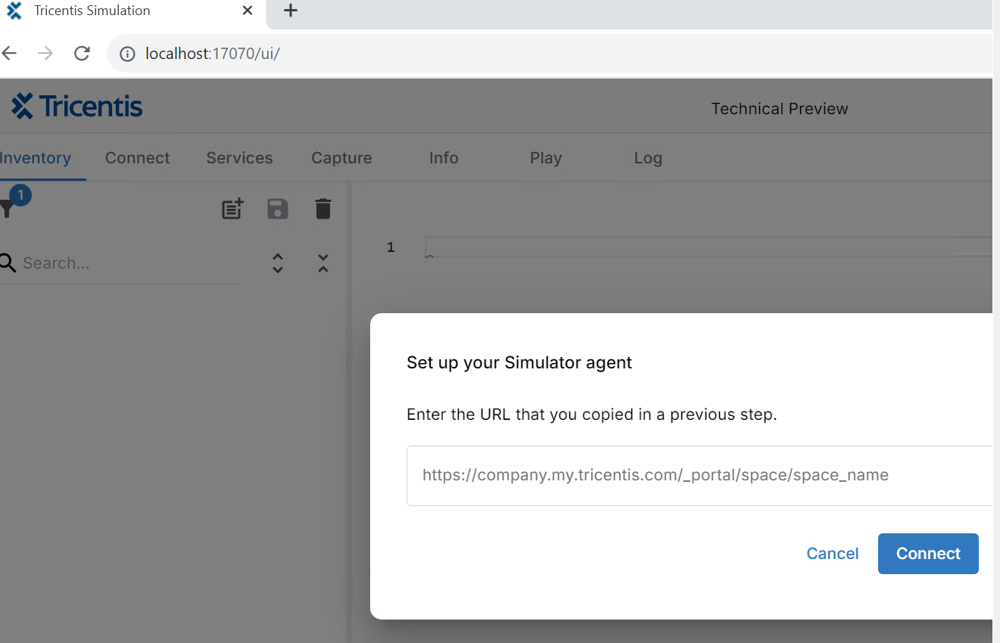 Tricentis Simulation
localhost:17070/ui/
Tricentis
Technical Preview
Inventory Connect Services Capture Info Play Log
1
Search...
1
Set up your Simulator agent
Enter the URL that you copied in a previous step.
https://company.my.tricentis.com/_portal/space/space_name
Cancel Connect